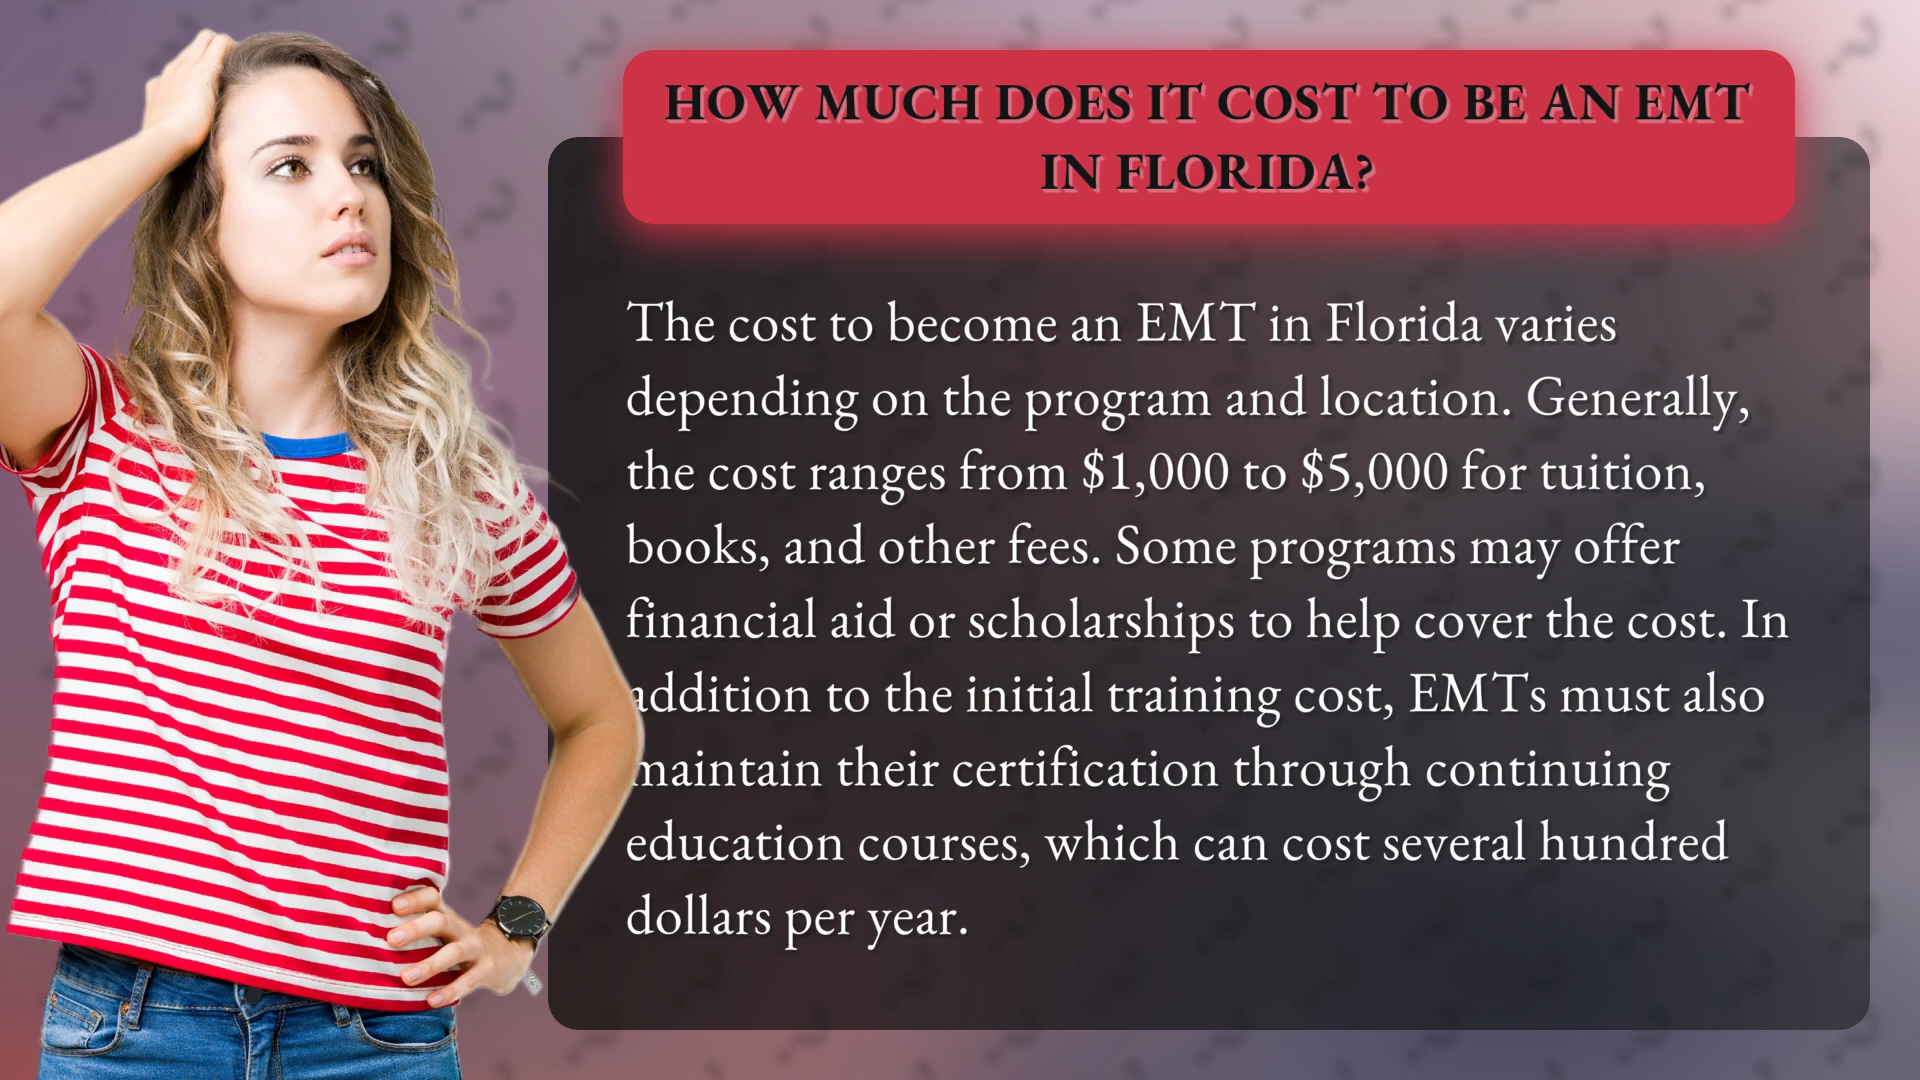 HOW MUCH DOES IT COST TO BE AN EMT
IN FLORIDA?
The cost to become an EMT in Florida varies
depending on the program and location. Generally,
the cost ranges from $1,000 to $5,000 for tuition,
books, and other fees. Some programs may offer
financial aid or scholarships to help cover the cost. In
addition to the initial training cost, EMTs must also
maintain their certification through continuing
education courses, which can cost several hundred
dollars per year.